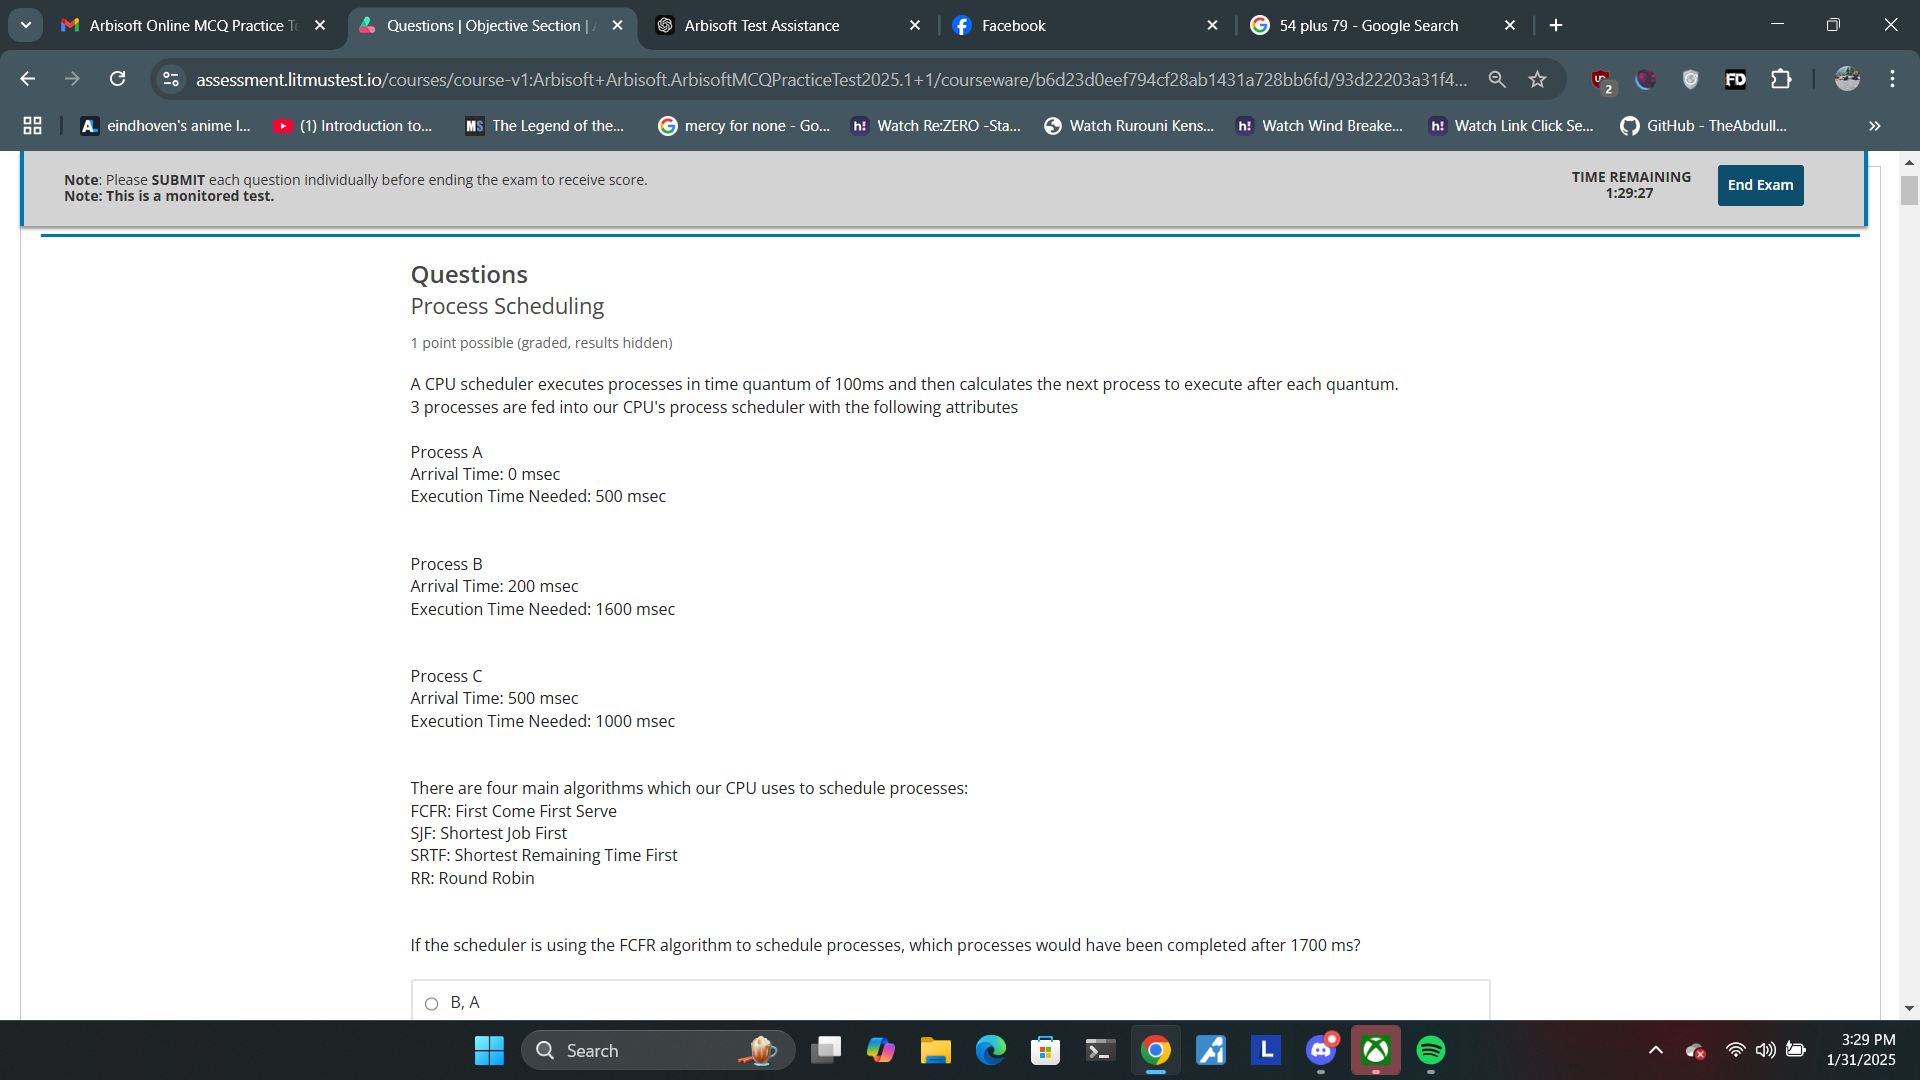 Arbisoft Online MCQ Practice Te
Questions | Objective Section | A
Arbisoft Test Assistance
Facebook
54 plus 79 - Google Search
assessment.litmustest.io/courses/course-v1:Arbisoft+Arbisoft.ArbisoftMCQPracticeTest2025.1+1/courseware/b6d23d0eef794cf28ab1431a728bb6fd/93d22203a31f4...
2
FD
eindhoven's anime l...
(1) Introduction to...
The Legend of the...
mercy for none - Go...
Watch Re:ZERO -Sta...
Watch Rurouni Kens...
Watch Wind Breake...
Watch Link Click Se...
GitHub - TheAbdull...
Note: Please SUBMIT each question individually before ending the exam to receive score.
Note: This is a monitored test.
TIME REMAINING
1:29:27
End Exam
Questions
Process Scheduling
1 point possible (graded, results hidden)
A CPU scheduler executes processes in time quantum of 100ms and then calculates the next process to execute after each quantum.
3 processes are fed into our CPU's process scheduler with the following attributes
Process A
Arrival Time: 0 msec
Execution Time Needed: 500 msec
Process B
Arrival Time: 200 msec
Execution Time Needed: 1600 msec
Process C
Arrival Time: 500 msec
Execution Time Needed: 1000 msec
There are four main algorithms which our CPU uses to schedule processes:
FCFR: First Come First Serve
SJF: Shortest Job First
SRTF: Shortest Remaining Time First
RR: Round Robin
If the scheduler is using the FCFR algorithm to schedule processes, which processes would have been completed after 1700 ms?
B, A
Search
3:29 PM
1/31/2025